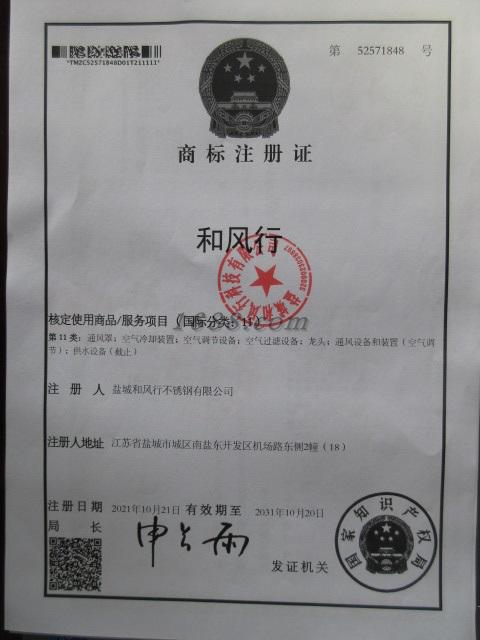 第 52571848 号
*TMZC52571848D01T211111*
商标注册证
和风行
核定使用商品/服务项目（国际分类：11）
第 11 类：通风罩；空气冷却装置；空气调节设备；空气过滤设备；龙头；通风设备和装置（空气调
节）；供水设备（截止）
注 册 人 盐城和风行不锈钢有限公司
注册人地址 江苏省盐城市城区南盐东开发区机场路东侧2幢（18）
注册日期 2021年10月21日 有效期至 2031年10月20日
局 长 申长雨
发证机关
国家知识产权局